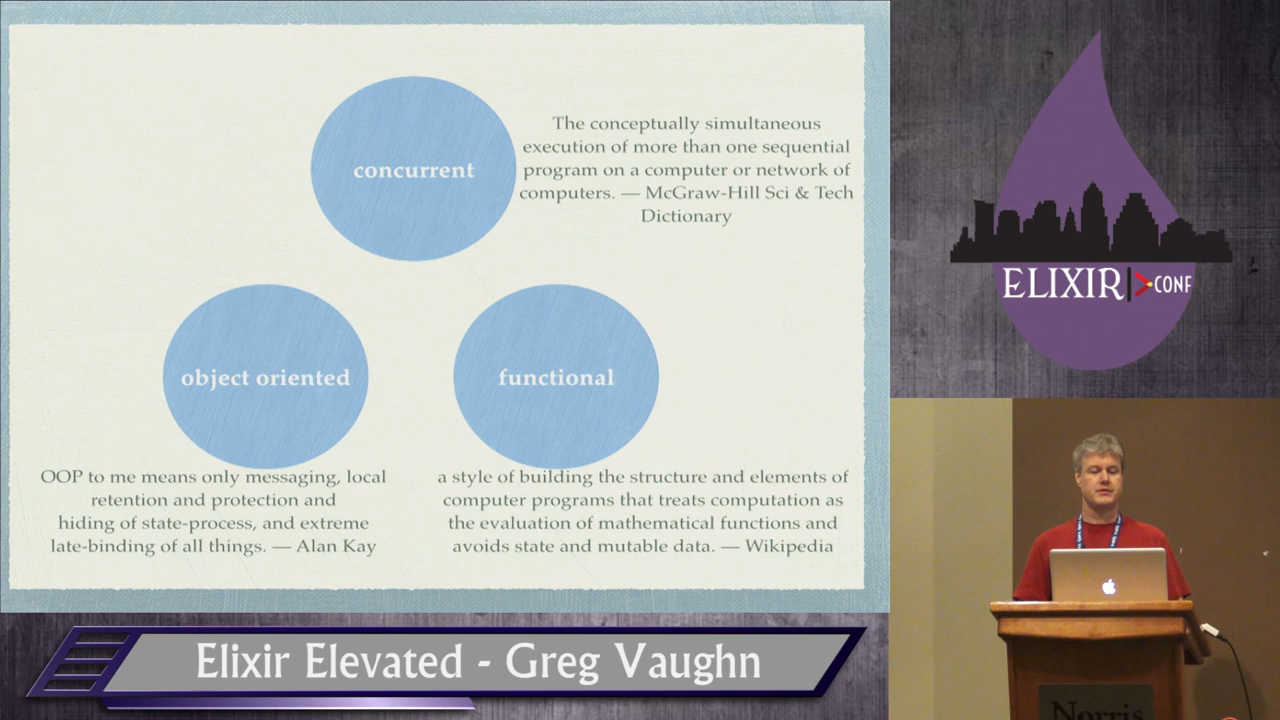 concurrent
The conceptually simultaneous
execution of more than one sequential
program on a computer or network of
computers. — McGraw-Hill Sci & Tech
Dictionary
object oriented
functional
OOP to me means only messaging, local
retention and protection and
hiding of state-process, and extreme
late-binding of all things. — Alan Kay
a style of building the structure and elements of
computer programs that treats computation as
the evaluation of mathematical functions and
avoids state and mutable data. — Wikipedia
ELIXIR|>CONF
Norris
Elixir Elevated - Greg Vaughn